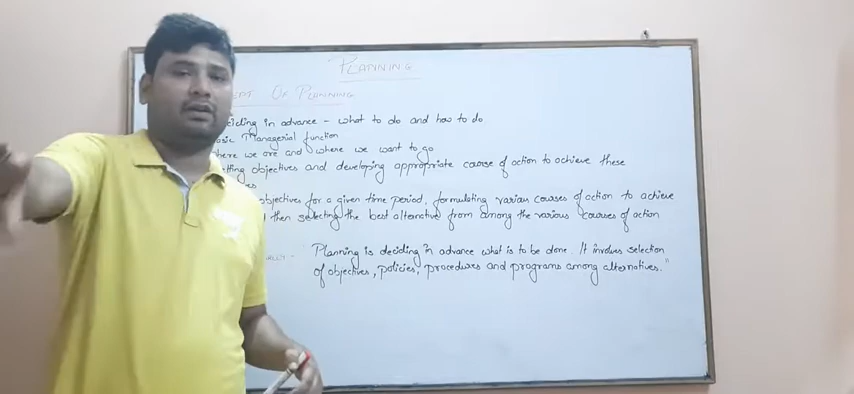 PLANNING
OF PLANNING
in advance - what to do and how to do
Managerial function
we are and where we want to go
objectives and developing appropriate course of action to achieve these
objectives for a given time period, formulating various courses of action to achieve
then selecting the best alternative from among the various courses of action
"Planning is deciding in advance what is to be done. It involves selection
of objectives, policies, procedures and programs among alternatives."